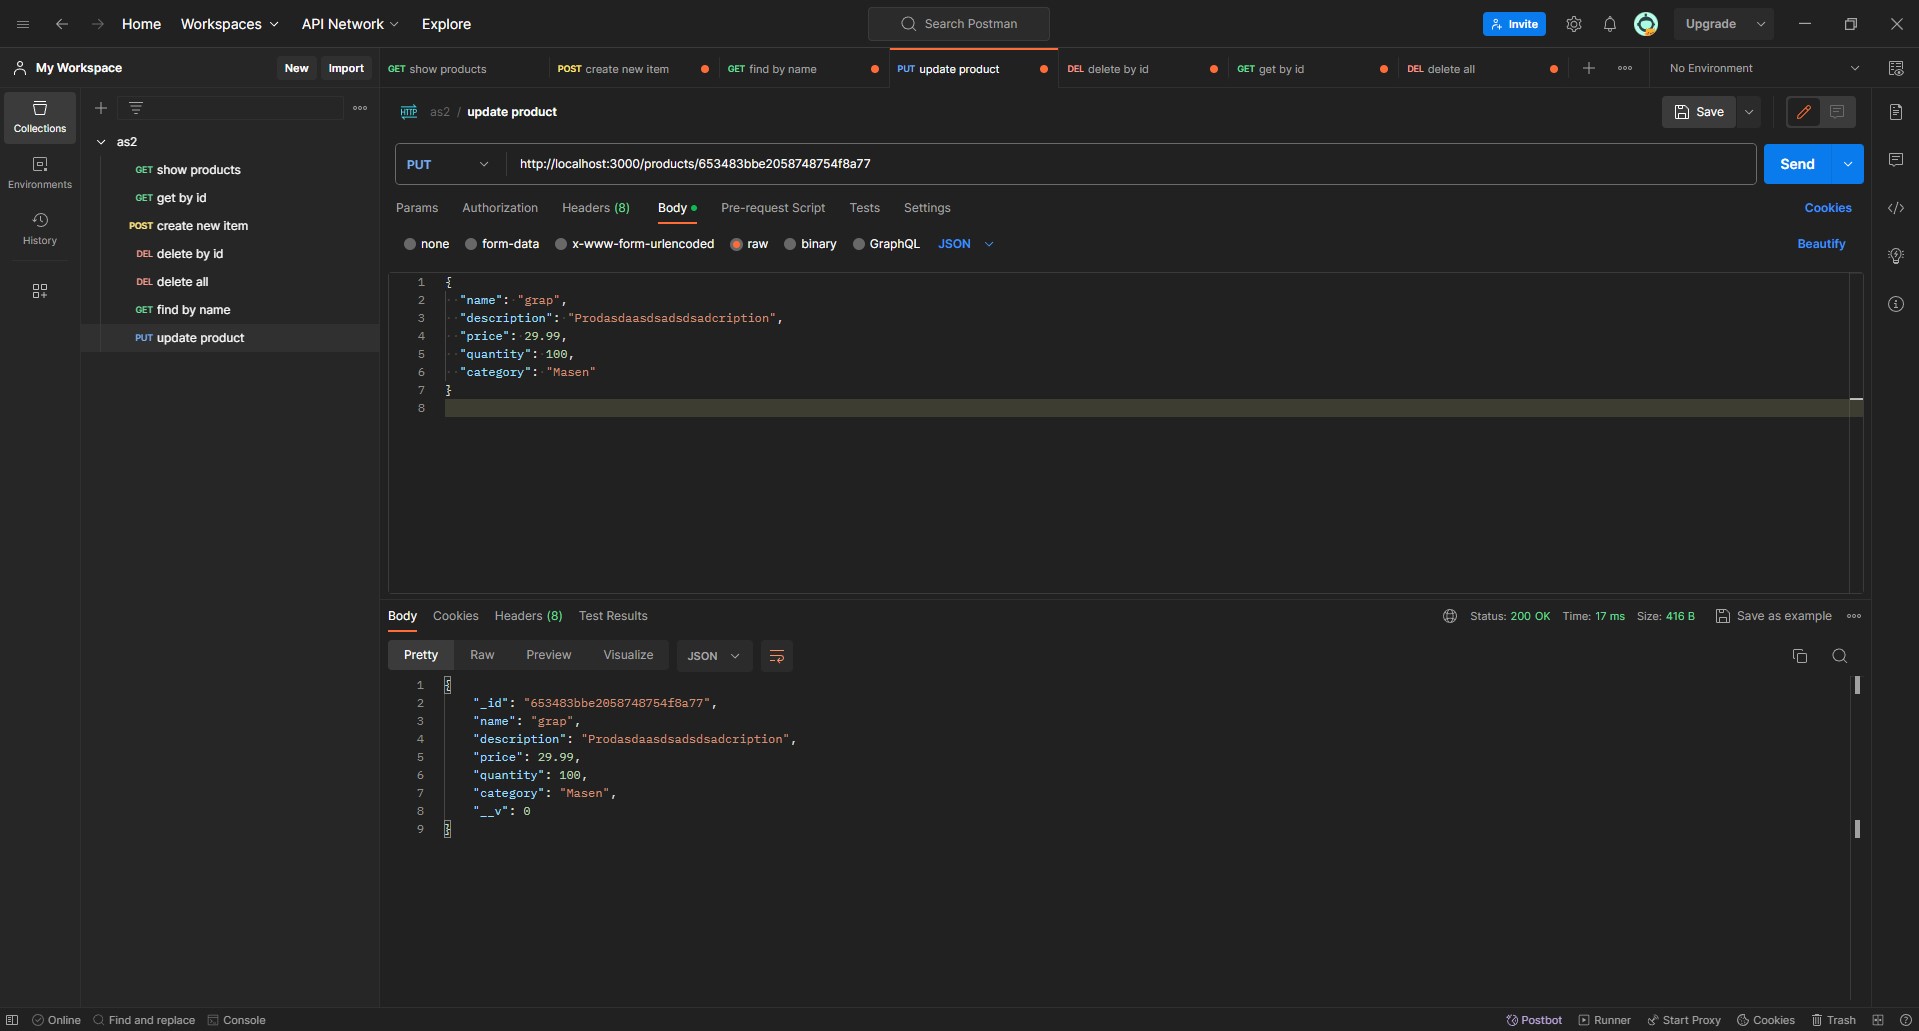 Home Workspaces API Network Explore Search Postman Invite Upgrade
My Workspace New Import GET show products POST create new item GET find by name PUT update product DEL delete by id GET get by id DEL delete all No Environment
Collections
Environments
History
as2
GET show products
GET get by id
POST create new item
DEL delete by id
DEL delete all
GET find by name
PUT update product
HTTP as2 / update product Save
PUT http://localhost:3000/products/653483bbe2058748754f8a77 Send
Params Authorization Headers (8) Body Pre-request Script Tests Settings Cookies
none form-data x-www-form-urlencoded raw binary GraphQL JSON Beautify
1 {
2 "name": "grap",
3 "description": "Prodasdaasdsadsdsadcription",
4 "price": 29.99,
5 "quantity": 100,
6 "category": "Masen"
7 }
8
Body Cookies Headers (8) Test Results Status: 200 OK Time: 17 ms Size: 416 B Save as example
Pretty Raw Preview Visualize JSON
1 {
2 "_id": "653483bbe2058748754f8a77",
3 "name": "grap",
4 "description": "Prodasdaasdsadsdsadcription",
5 "price": 29.99,
6 "quantity": 100,
7 "category": "Masen",
8 "__v": 0
9 }
Online Find and replace Console Postbot Runner Start Proxy Cookies Trash